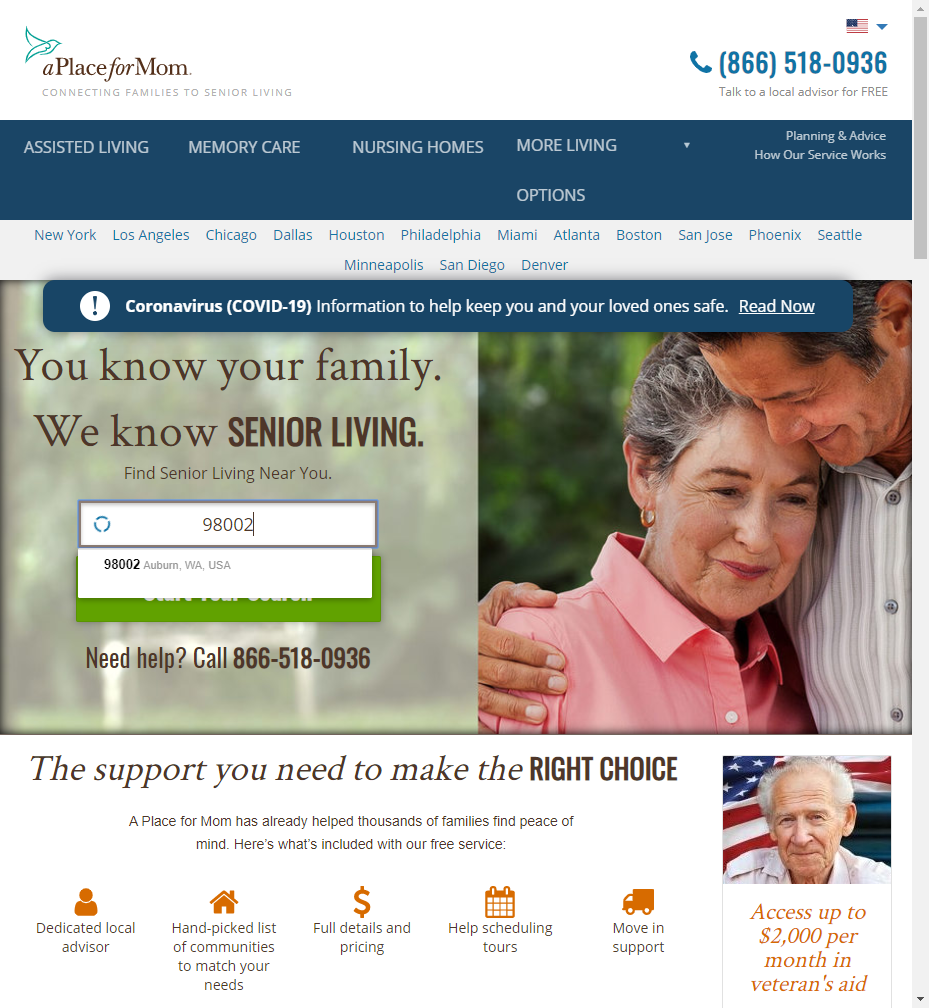 aPlaceforMom.
CONNECTING FAMILIES TO SENIOR LIVING
(866) 518-0936
Talk to a local advisor for FREE
ASSISTED LIVING
MEMORY CARE
NURSING HOMES
MORE LIVING OPTIONS
Planning & Advice
How Our Service Works
New York Los Angeles Chicago Dallas Houston Philadelphia Miami Atlanta Boston San Jose Phoenix Seattle
Minneapolis San Diego Denver
! Coronavirus (COVID-19) Information to help keep you and your loved ones safe. Read Now
You know your family.
We know SENIOR LIVING.
Find Senior Living Near You.
98002
98002 Auburn, WA, USA
Start Your Search
Need help? Call 866-518-0936
The support you need to make the RIGHT CHOICE
A Place for Mom has already helped thousands of families find peace of
mind. Here's what's included with our free service:
Dedicated local
advisor
Hand-picked list
of communities
to match your
needs
Full details and
pricing
Help scheduling
tours
Move in
support
Access up to
$2,000 per
month in
veteran's aid